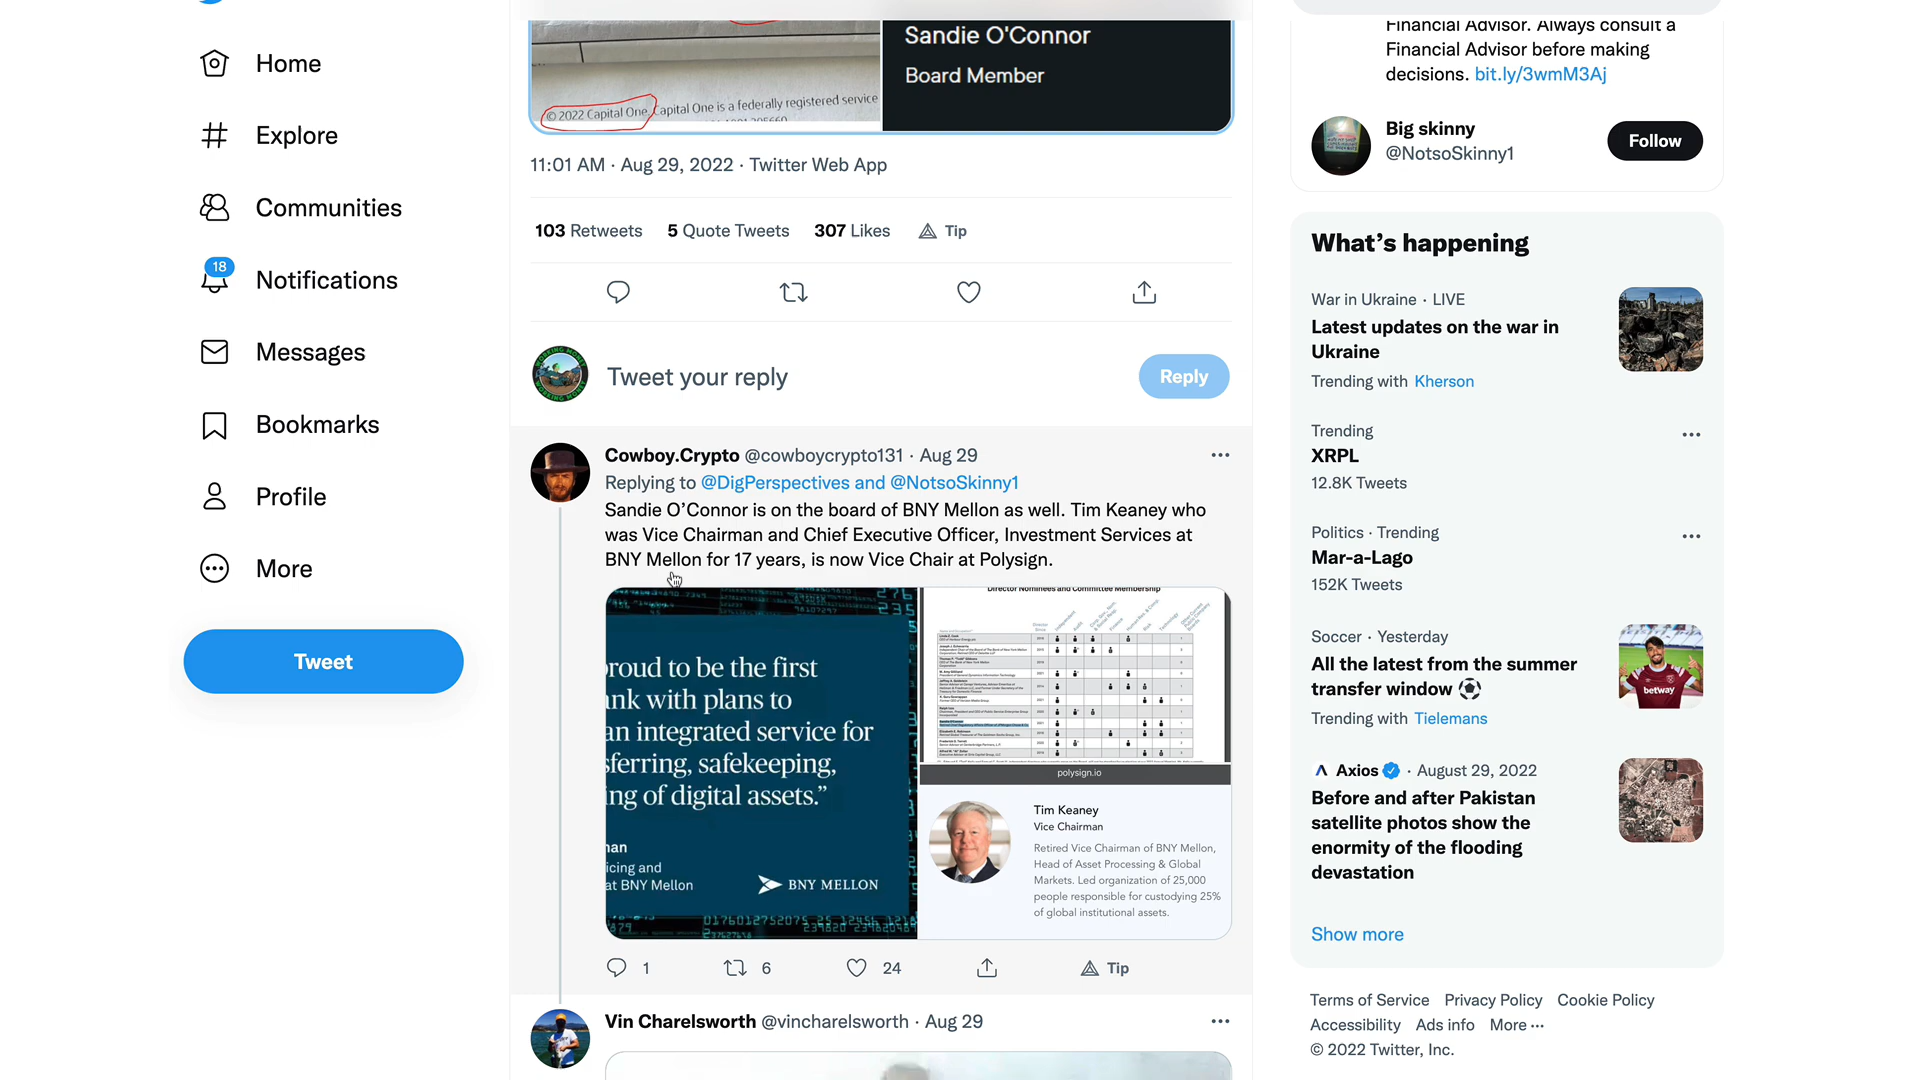 Home
Explore
Communities
18
Notifications
Messages
Bookmarks
Profile
More
Tweet
© 2022 Capital One. Capital One is a federally registered service
Sandie O'Connor
Board Member
11:01 AM · Aug 29, 2022 · Twitter Web App
103 Retweets 5 Quote Tweets 307 Likes Tip
Tweet your reply
Reply
Cowboy.Crypto @cowboycrypto131 · Aug 29
Replying to @DigPerspectives and @NotsoSkinny1
Sandie O’Connor is on the board of BNY Mellon as well. Tim Keaney who
was Vice Chairman and Chief Executive Officer, Investment Services at
BNY Mellon for 17 years, is now Vice Chair at Polysign.
proud to be the first
nk with plans to
an integrated service for
sferring, safekeeping,
ing of digital assets.”
nan
icing and
at BNY Mellon
BNY MELLON
Director Nominees and Committee Membership
polysign.io
Tim Keaney
Vice Chairman
Retired Vice Chairman of BNY Mellon,
Head of Asset Processing & Global
Markets. Led organization of 25,000
people responsible for custodying 25%
of global institutional assets.
1 6 24 Tip
Vin Charelsworth @vincharelsworth · Aug 29
Financial Advisor. Always consult a
Financial Advisor before making
decisions. bit.ly/3wmM3Aj
Big skinny
@NotsoSkinny1
Follow
What’s happening
War in Ukraine · LIVE
Latest updates on the war in
Ukraine
Trending with Kherson
Trending
XRPL
12.8K Tweets
Politics · Trending
Mar-a-Lago
152K Tweets
Soccer · Yesterday
All the latest from the summer
transfer window
Trending with Tielemans
betway
Axios · August 29, 2022
Before and after Pakistan
satellite photos show the
enormity of the flooding
devastation
Show more
Terms of Service Privacy Policy Cookie Policy
Accessibility Ads info More ···
© 2022 Twitter, Inc.